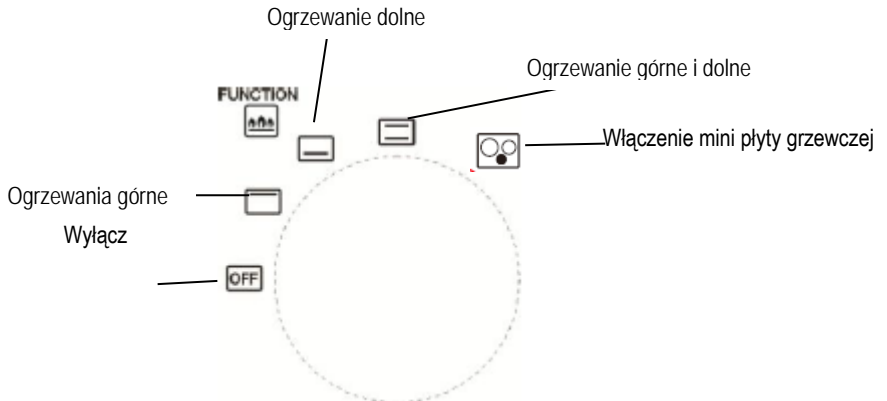 Ogrzewanie dolne
Ogrzewanie górne i dolne
FUNCTION
Włączenie mini płyty grzewczej
Ogrzewania górne
Wyłącz
OFF